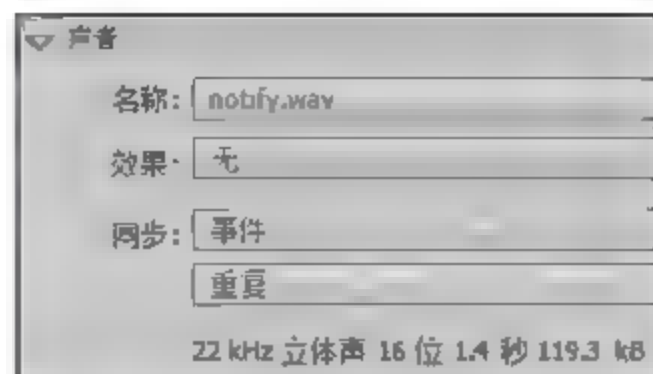 声音
名称: notify.wav
效果:无
同步: 事件
重复
22 kHz 立体声 16 位 1.4 秒 119.3 kB